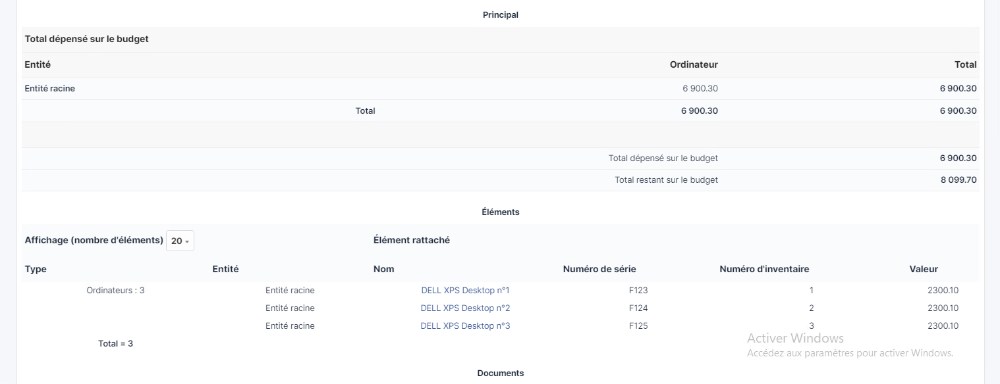 Principal
Total dépensé sur le budget
Entité Ordinateur Total
Entité racine 6 900.30 6 900.30
Total 6 900.30 6 900.30
Total dépensé sur le budget 6 900.30
Total restant sur le budget 8 099.70
Éléments
Affichage (nombre d'éléments) 20 Élément rattaché
Type Entité Nom Numéro de série Numéro d'inventaire Valeur
Ordinateurs : 3 Entité racine DELL XPS Desktop n°1 F123 1 2300.10
Entité racine DELL XPS Desktop n°2 F124 2 2300.10
Entité racine DELL XPS Desktop n°3 F125 3 2300.10
Total = 3
Activer Windows
Accédez aux paramètres pour activer Windows.
Documents